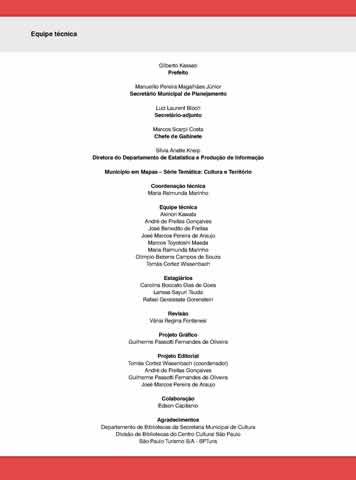 Equipe técnica
Gilberto Kassab
Prefeito
Manuelito Pereira Magalhães Júnior
Secretário Municipal de Planejamento
Luiz Laurent Bloch
Secretário-adjunto
Marcos Scarpi Costa
Chefe de Gabinete
Silvia Anette Kneip
Diretora do Departamento de Estatística e Produção de Informação
Município em Mapas – Série Temática: Cultura e Território
Coordenação técnica
Maria Raimunda Marinho
Equipe técnica
Akinori Kawata
André de Freitas Gonçalves
José Benedito de Freitas
José Marcos Pereira de Araujo
Marcos Toyotoshi Maeda
Maria Raimunda Marinho
Olímpio Bezerra Campos de Souza
Tomás Cortez Wissenbach
Estagiários
Carolina Boccato Dias de Goes
Larissa Sayuri Tsuda
Rafael Gerassate Gorenstein
Revisão
Vânia Regina Fontanesi
Projeto Gráfico
Guilherme Passotti Fernandes de Oliveira
Projeto Editorial
Tomás Cortez Wissenbach (coordenador)
André de Freitas Gonçalves
Guilherme Passotti Fernandes de Oliveira
José Marcos Pereira de Araujo
Colaboração
Edson Capitanio
Agradecimentos
Departamento de Bibliotecas da Secretaria Municipal de Cultura
Divisão de Bibliotecas do Centro Cultural São Paulo
São Paulo Turismo S/A - SPTuris